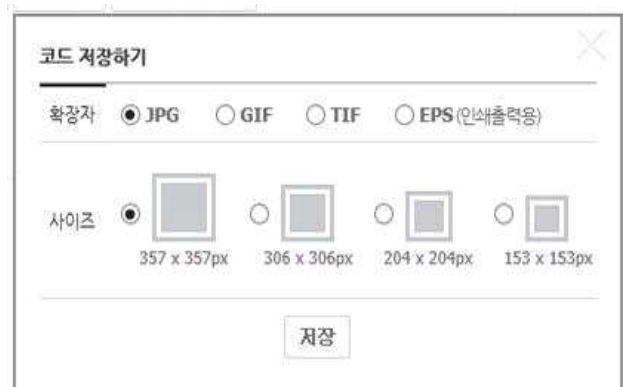 코드 저장하기
확장자 JPG GIF TIF EPS (인쇄출력용)
사이즈
357 x 357px 306 x 306px 204 x 204px 153 x 153px
저장